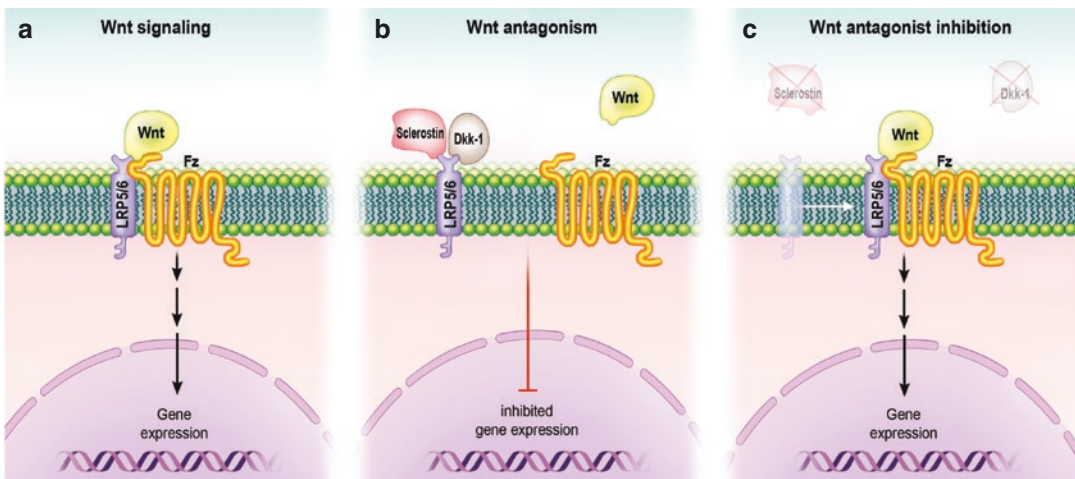 a
Wnt signaling
Wnt
Fz
LRP5/6
Gene
expression
b
Wnt antagonism
Wnt
Sclerostin
Dkk-1
Fz
LRP5/6
inhibited
gene expression
c
Wnt antagonist inhibition
Sclerostin
Dkk-1
Wnt
Fz
LRP5/6
Gene
expression